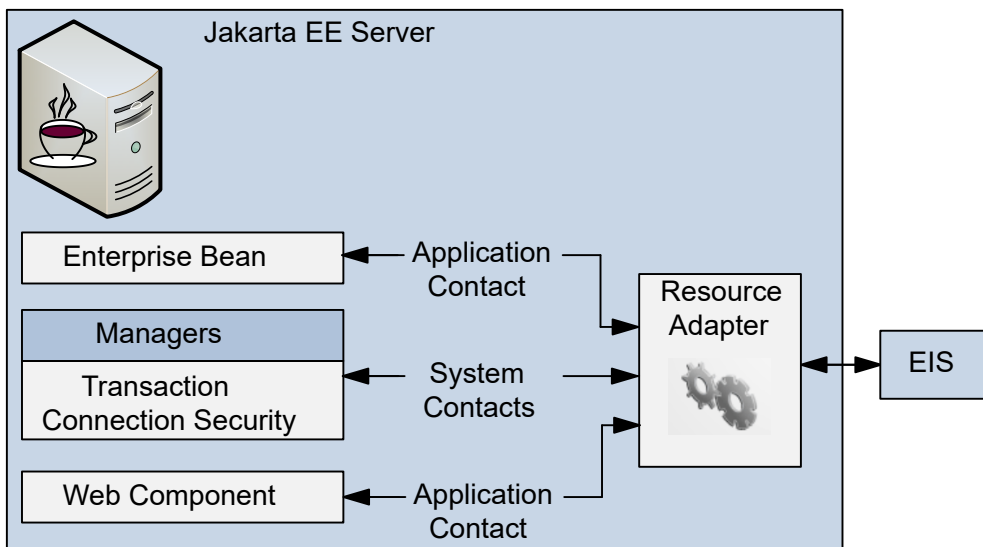 Jakarta EE Server
Enterprise Bean
Application
Contact
Resource
Adapter
Managers
EIS
Transaction
Connection Security
System
Contacts
Web Component
Application
Contact